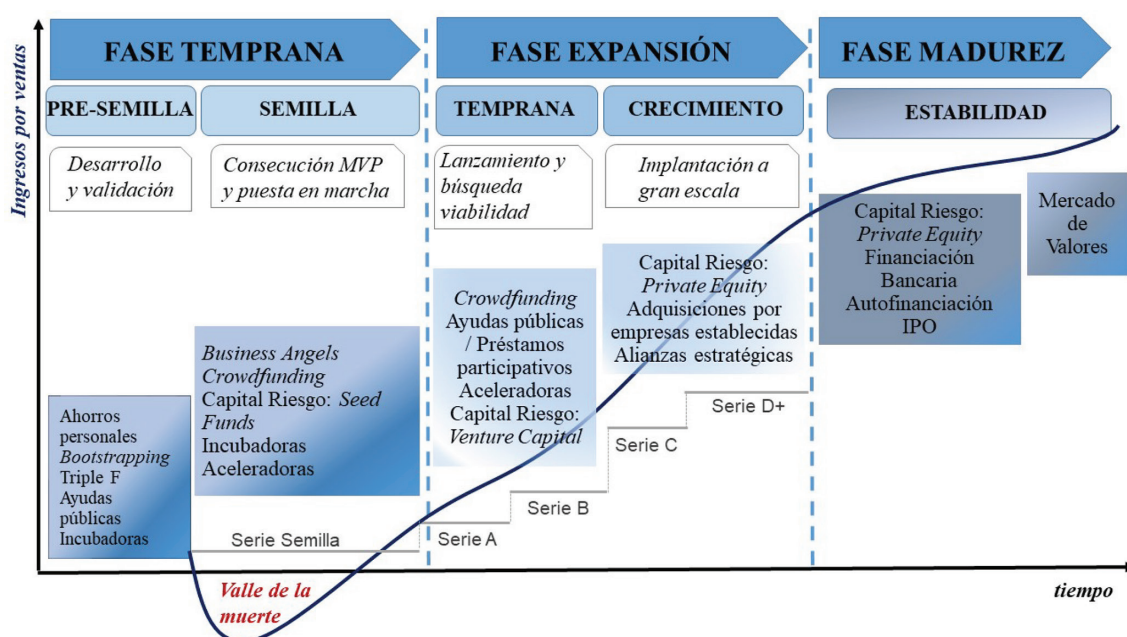 FASE TEMPRANA
FASE EXPANSIÓN
FASE MADUREZ
Ingresos por ventas
PRE-SEMILLA
SEMILLA
TEMPRANA
CRECIMIENTO
ESTABILIDAD
Desarrollo
y validación
Consecución MVP
y puesta en marcha
Lanzamiento y
búsqueda
viabilidad
Implantación a
gran escala
Ahorros
personales
Bootstrapping
Triple F
Ayudas
públicas
Incubadoras
Business Angels
Crowdfunding
Capital Riesgo: Seed
Funds
Incubadoras
Aceleradoras
Crowdfunding
Ayudas públicas
/ Préstamos
participativos
Aceleradoras
Capital Riesgo:
Venture Capital
Capital Riesgo:
Private Equity
Adquisiciones por
empresas establecidas
Alianzas estratégicas
Capital Riesgo:
Private Equity
Financiación
Bancaria
Autofinanciación
IPO
Mercado
de
Valores
Serie Semilla
Serie A
Serie B
Serie C
Serie D+
Valle de la
muerte
tiempo